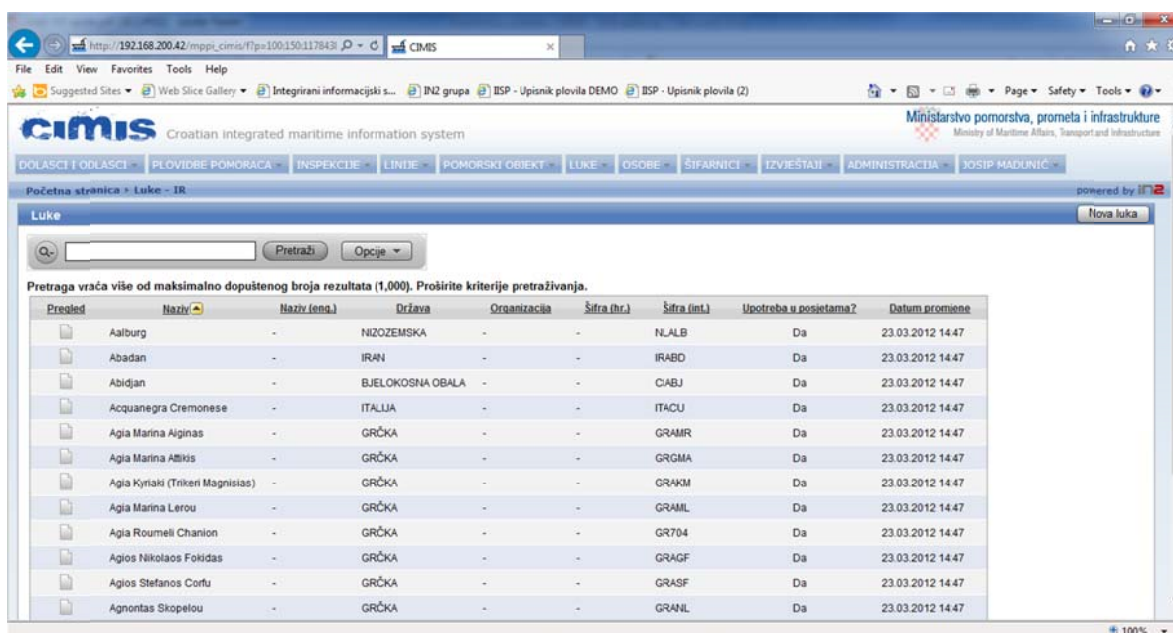 http://192.168.200.42/mppi_cimis/f?p=100:150:117843
CIMIS
File Edit View Favorites Tools Help
Suggested Sites Web Slice Gallery Integrirani informacijski s... IN2 grupa IISP - Upisnik plovila DEMO IISP - Upisnik plovila (2) Page Safety Tools
CIMIS Croatian integrated maritime information system
Ministarstvo pomorstva, prometa i infrastrukture
Ministry of Maritime Affairs, Transport and Infrastructure
DOLASCI I ODLASCI PLOVIDBE POMORACA INSPEKCIJE LINIJE POMORSKI OBJEKT LUKE OSOBE ŠIFARNICI IZVJEŠTAJI ADMINISTRACIJA JOSIP MADUNIĆ
Početna stranica › Luke - IR powered by IN2
Luke Nova luka
Pretraži Opcije
Pretraga vraća više od maksimalno dopuštenog broja rezultata (1,000). Proširite kriterije pretraživanja.
Pregled Naziv Naziv (eng.) Država Organizacija Šifra (hr.) Šifra (int.) Upotreba u posjetama? Datum promjene
Aalburg - NIZOZEMSKA - - NLALB Da 23.03.2012 14:47
Abadan - IRAN - - IRABD Da 23.03.2012 14:47
Abidjan - BJELOKOSNA OBALA - - CIABJ Da 23.03.2012 14:47
Acquanegra Cremonese - ITALIJA - - ITACU Da 23.03.2012 14:47
Agia Marina Aiginas - GRČKA - - GRAMR Da 23.03.2012 14:47
Agia Marina Attikis - GRČKA - - GRGMA Da 23.03.2012 14:47
Agia Kyriaki (Trikeri Magnisias) - GRČKA - - GRAKM Da 23.03.2012 14:47
Agia Marina Lerou - GRČKA - - GRAML Da 23.03.2012 14:47
Agia Roumeli Chanion - GRČKA - - GR704 Da 23.03.2012 14:47
Agios Nikolaos Fokidas - GRČKA - - GRAGF Da 23.03.2012 14:47
Agios Stefanos Corfu - GRČKA - - GRASF Da 23.03.2012 14:47
Agnontas Skopelou - GRČKA - - GRANL Da 23.03.2012 14:47
100%